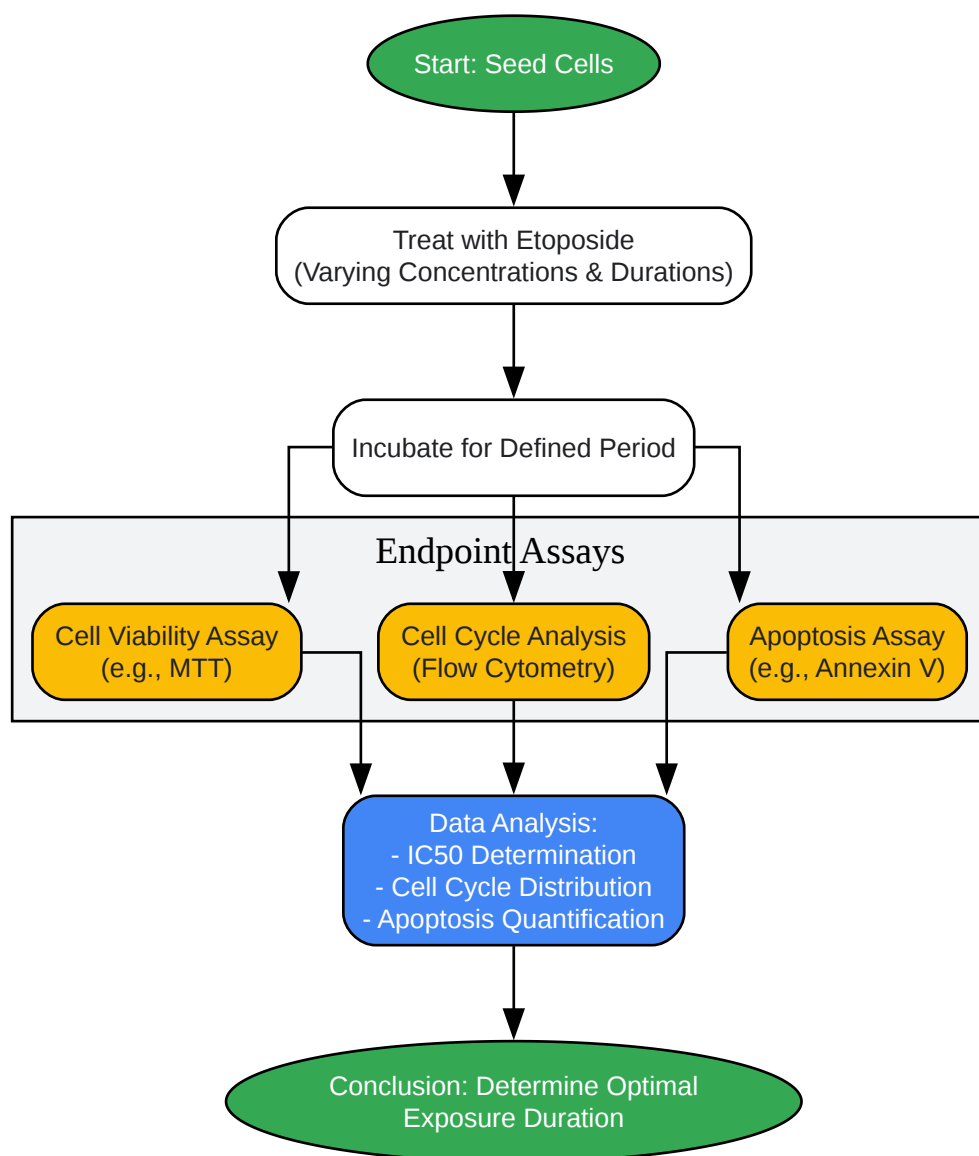 Start: Seed Cells
Treat with Etoposide
(Varying Concentrations & Durations)
Incubate for Defined Period
Endpoint Assays
Cell Viability Assay
(e.g., MTT)
Cell Cycle Analysis
(Flow Cytometry)
Apoptosis Assay
(e.g., Annexin V)
Data Analysis:
- IC50 Determination
- Cell Cycle Distribution
- Apoptosis Quantification
Conclusion: Determine Optimal
Exposure Duration